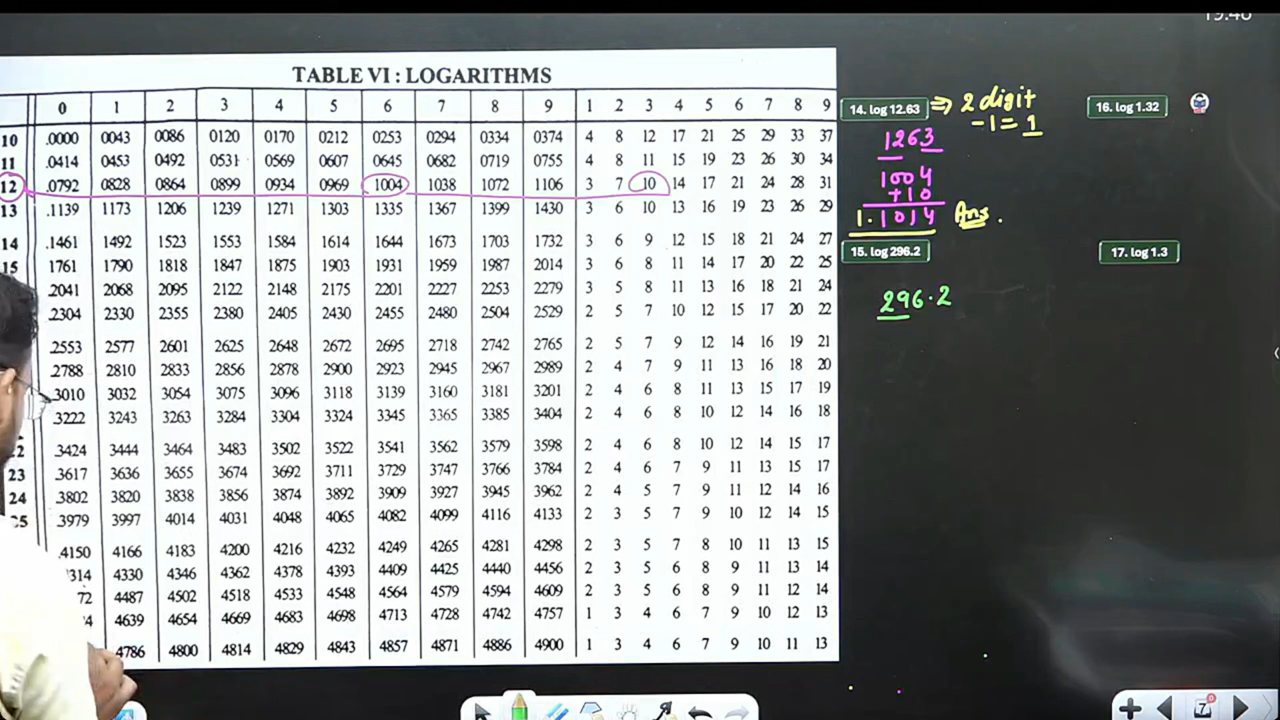 19:46
TABLE VI : LOGARITHMS
0 1 2 3 4 5 6 7 8 9 1 2 3 4 5 6 7 8 9
10 .0000 0043 0086 0120 0170 0212 0253 0294 0334 0374 4 8 12 17 21 25 29 33 37
11 .0414 0453 0492 0531 0569 0607 0645 0682 0719 0755 4 8 11 15 19 23 26 30 34
12 .0792 0828 0864 0899 0934 0969 1004 1038 1072 1106 3 7 10 14 17 21 24 28 31
13 .1139 1173 1206 1239 1271 1303 1335 1367 1399 1430 3 6 10 13 16 19 23 26 29
14 .1461 1492 1523 1553 1584 1614 1644 1673 1703 1732 3 6 9 12 15 18 21 24 27
15 1761 1790 1818 1847 1875 1903 1931 1959 1987 2014 3 6 8 11 14 17 20 22 25
.2041 2068 2095 2122 2148 2175 2201 2227 2253 2279 3 5 8 11 13 16 18 21 24
.2304 2330 2355 2380 2405 2430 2455 2480 2504 2529 2 5 7 10 12 15 17 20 22
.2553 2577 2601 2625 2648 2672 2695 2718 2742 2765 2 5 7 9 12 14 16 19 21
.2788 2810 2833 2856 2878 2900 2923 2945 2967 2989 2 4 7 9 11 13 16 18 20
.3010 3032 3054 3075 3096 3118 3139 3160 3181 3201 2 4 6 8 11 13 15 17 19
.3222 3243 3263 3284 3304 3324 3345 3365 3385 3404 2 4 6 8 10 12 14 16 18
3424 3444 3464 3483 3502 3522 3541 3562 3579 3598 2 4 6 8 10 12 14 15 17
23 .3617 3636 3655 3674 3692 3711 3729 3747 3766 3784 2 4 6 7 9 11 13 15 17
24 .3802 3820 3838 3856 3874 3892 3909 3927 3945 3962 2 4 5 7 9 11 12 14 16
25 .3979 3997 4014 4031 4048 4065 4082 4099 4116 4133 2 3 5 7 9 10 12 14 15
.4150 4166 4183 4200 4216 4232 4249 4265 4281 4298 2 3 5 7 8 10 11 13 15
4314 4330 4346 4362 4378 4393 4409 4425 4440 4456 2 3 5 6 8 9 11 13 14
72 4487 4502 4518 4533 4548 4564 4579 4594 4609 2 3 5 6 8 9 11 12 14
4639 4654 4669 4683 4698 4713 4728 4742 4757 1 3 4 6 7 9 10 12 13
4786 4800 4814 4829 4843 4857 4871 4886 4900 1 3 4 6 7 9 10 11 13
14. log 12.63 ⇒ 2 digit
-1 = 1
1263
1004
+10
1.1014 Ans.
15. log 296.2
296.2
16. log 1.32
17. log 1.3
7